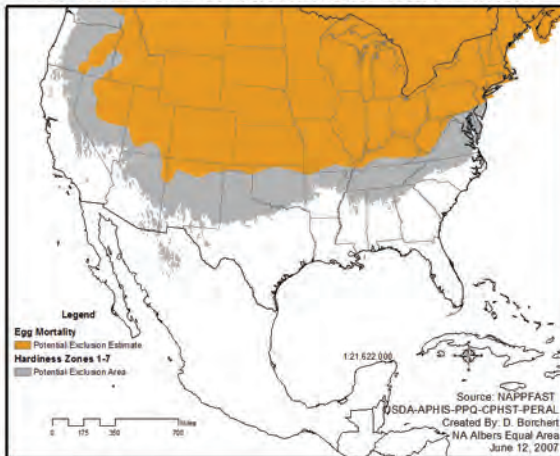 Legend
Egg Mortality
Potential Exclusion Estimate
Hardiness Zones 1-7
Potential Exclusion Area
Miles
0 175 350 700
1:21,622,000
Source: NAPPFAST
USDA-APHIS-PPQ-CPHST-PERAL
Created By: D. Borchert
NA Albers Equal Area
June 12, 2007